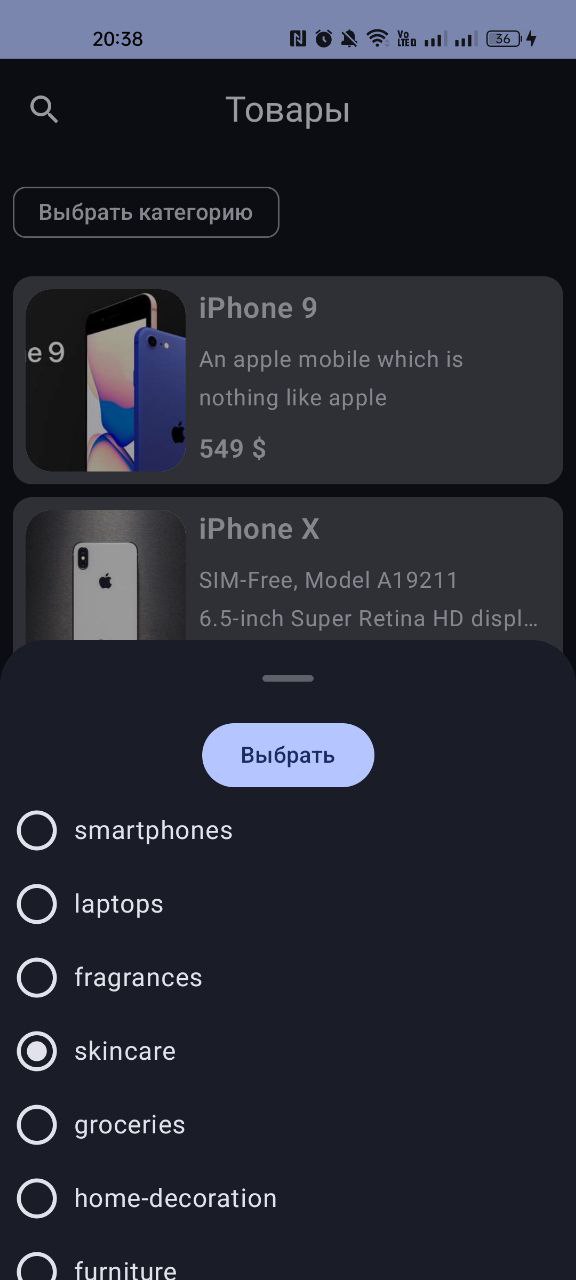 20:38
Vo
LTE
36
Товары
Выбрать категорию
e 9
iPhone 9
An apple mobile which is
nothing like apple
549 $
iPhone X
SIM-Free, Model A19211
6.5-inch Super Retina HD displ…
Выбрать
smartphones
laptops
fragrances
skincare
groceries
home-decoration
furniture